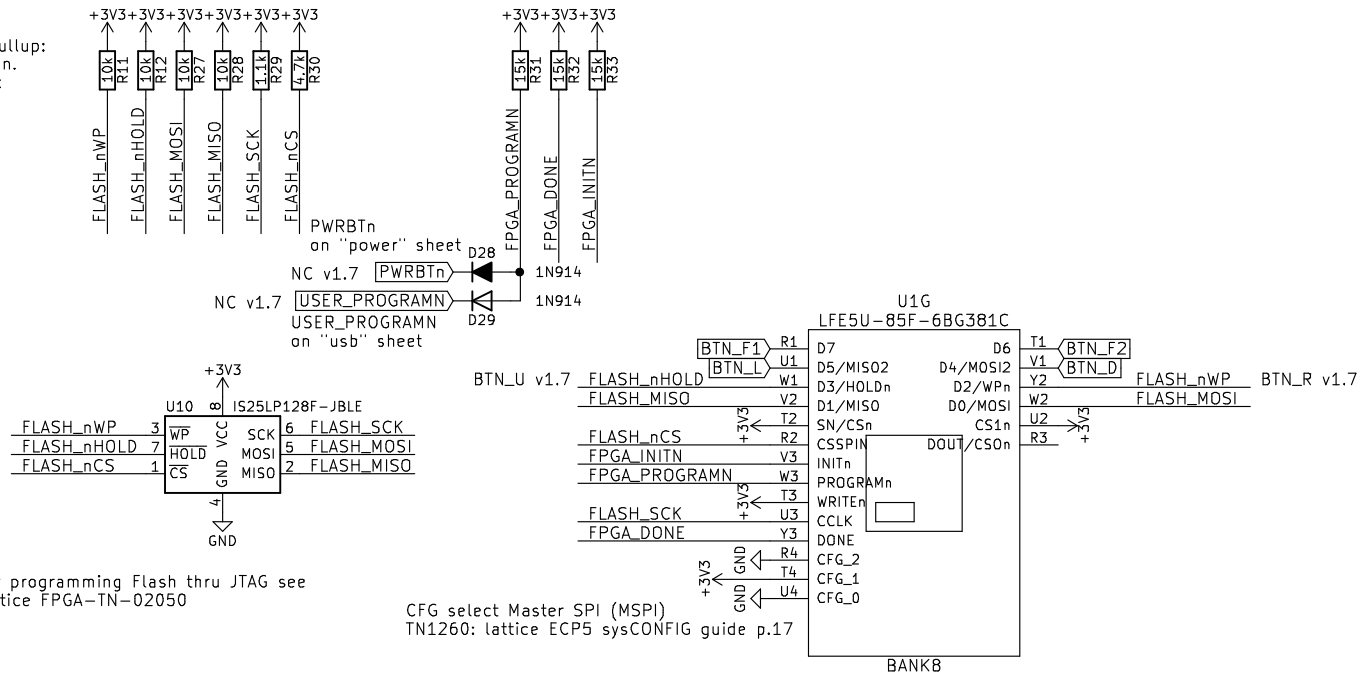 +3V3 +3V3 +3V3 +3V3 +3V3 +3V3
ullup:
n.
10k R11
10k R12
10k R27
10k R28
1.1k R29
4.7k R30
FLASH_nWP
FLASH_nHOLD
FLASH_MOSI
FLASH_MISO
FLASH_SCK
FLASH_nCS
+3V3 +3V3 +3V3
15k R31
15k R32
15k R33
FPGA_PROGRAMN
FPGA_DONE
FPGA_INITN
PWRBTn
on "power" sheet
D28
NC v1.7 PWRBTn 1N914
NC v1.7 USER_PROGRAMN 1N914
D29
USER_PROGRAMN
on "usb" sheet
+3V3
U10 8 IS25LP128F-JBLE
FLASH_nWP 3 WP VCC SCK 6 FLASH_SCK
FLASH_nHOLD 7 HOLD MOSI 5 FLASH_MOSI
FLASH_nCS 1 CS GND MISO 2 FLASH_MISO
4
GND
programming Flash thru JTAG see
tice FPGA-TN-02050
U1G
LFE5U-85F-6BG381C
BTN_F1 R1 D7 D6 T1 BTN_F2
BTN_L U1 D5/MISO2 D4/MOSI2 V1 BTN_D
BTN_U v1.7 FLASH_nHOLD W1 D3/HOLDn D2/WPn Y2 FLASH_nWP BTN_R v1.7
FLASH_MISO V2 D1/MISO D0/MOSI W2 FLASH_MOSI
+3V3 T2 SN/CSn CS1n U2 +3V3
FLASH_nCS R2 CSSPIN DOUT/CSOn R3
FPGA_INITN V3 INITn
FPGA_PROGRAMN W3 PROGRAMn
+3V3 T3 WRITEn
FLASH_SCK U3 CCLK
FPGA_DONE Y3 DONE
GND R4 CFG_2
+3V3 T4 CFG_1
GND U4 CFG_0
CFG select Master SPI (MSPI)
TN1260: lattice ECP5 sysCONFIG guide p.17
BANK8